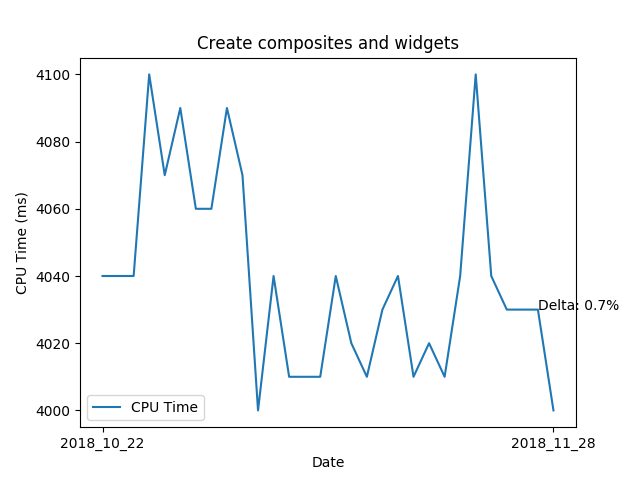 Create composites and widgets
4100
4080
4060
4040
4020
4000
CPU Time (ms)
Delta: 0.7%
CPU Time
2018_10_22
2018_11_28
Date